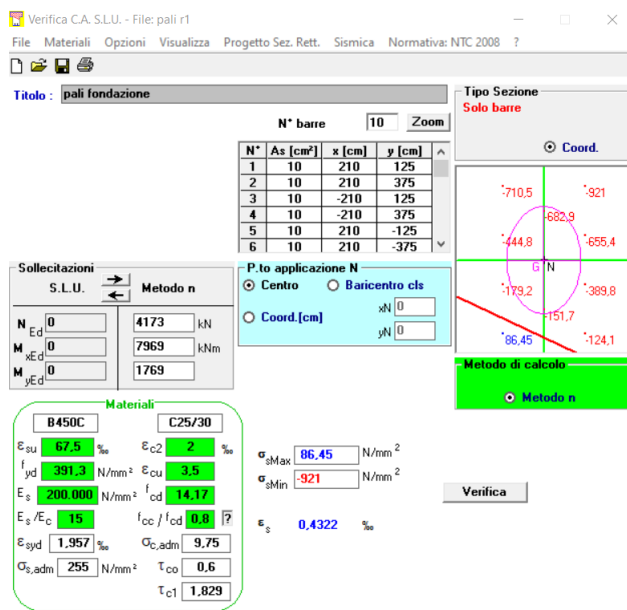 Verifica C.A. S.L.U. - File: pali r1
File Materiali Opzioni Visualizza Progetto Sez. Rett. Sismica Normativa: NTC 2008 ?
Titolo : pali fondazione
N° barre 10 Zoom
N° As [cm²] x [cm] y [cm]
1 10 210 125
2 10 210 375
3 10 -210 125
4 10 -210 375
5 10 210 -125
6 10 210 -375
Tipo Sezione
Solo barre
Coord.
-710,5 -921
-682,9
-444,8 -655,4
G N
-179,2 -389,8
-151,7
86,45 -124,1
Sollecitazioni
S.L.U. Metodo n
N Ed 0 4173 kN
M xEd 0 7969 kNm
M yEd 0 1769
P.to applicazione N
Centro Baricentro cls
Coord.[cm]
xN 0
yN 0
Metodo di calcolo
Metodo n
Materiali
B450C C25/30
εsu 67,5 ‰ εc2 2 ‰
fyd 391,3 N/mm² εcu 3,5
Es 200.000 N/mm² fcd 14,17
Es /Ec 15 fcc / fcd 0,8 ?
εsyd 1,957 ‰ σc,adm 9,75
σs,adm 255 N/mm² τco 0,6
τc1 1,829
σsMax 86,45 N/mm²
σsMin -921 N/mm²
εs 0,4322 ‰
Verifica